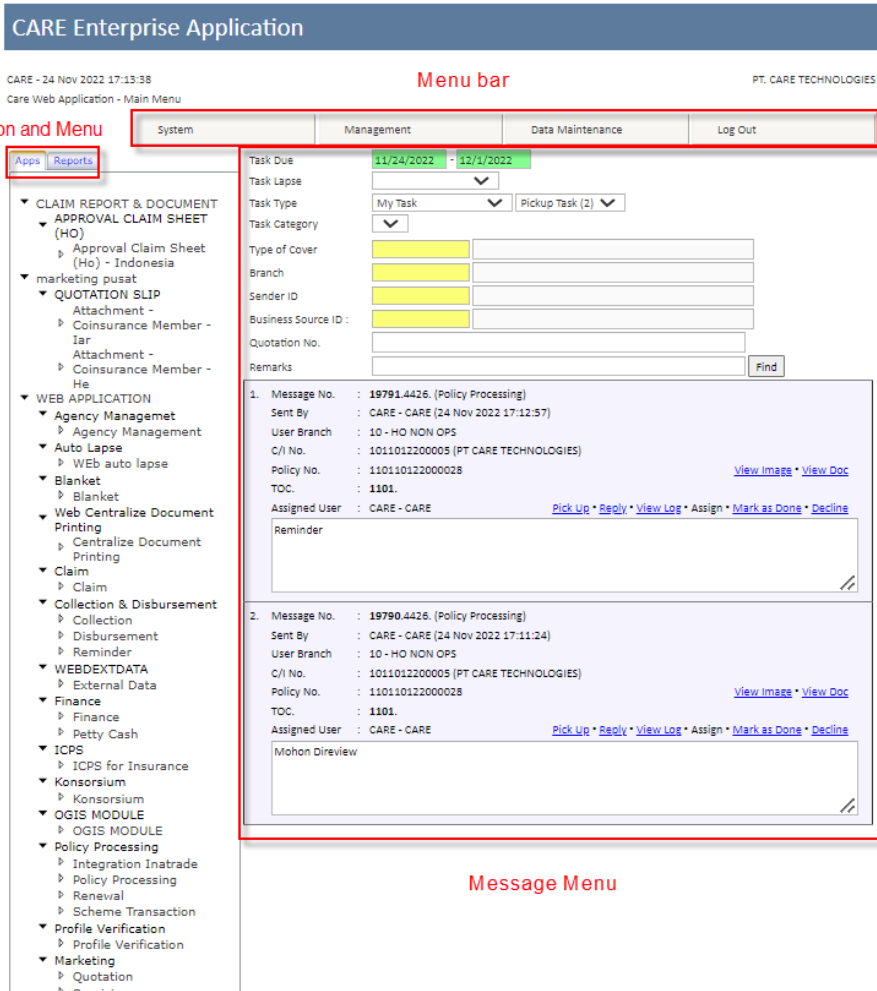 CARE Enterprise Application
CARE - 24 Nov 2022 17:13:38
Menu bar
PT. CARE TECHNOLOGIES
Care Web Application - Main Menu
on and Menu
System Management Data Maintenance Log Out
Apps Reports
▼ CLAIM REPORT & DOCUMENT
APPROVAL CLAIM SHEET
(HO)
Approval Claim Sheet
(Ho) - Indonesia
marketing pusat
QUOTATION SLIP
Attachment -
Coinsurance Member -
Iar
Attachment -
Coinsurance Member -
He
WEB APPLICATION
Agency Managemet
Agency Management
Auto Lapse
WEb auto lapse
Blanket
Blanket
Web Centralize Document
Printing
Centralize Document
Printing
Claim
Claim
Collection & Disbursement
Collection
Disbursement
Reminder
WEBDEXTDATA
External Data
Finance
Finance
Petty Cash
ICPS
ICPS for Insurance
Konsorsium
Konsorsium
OGIS MODULE
OGIS MODULE
Policy Processing
Integration Inatrade
Policy Processing
Renewal
Scheme Transaction
Profile Verification
Profile Verification
Marketing
Quotation
Task Due 11/24/2022 - 12/1/2022
Task Lapse
Task Type My Task Pickup Task (2)
Task Category
Type of Cover
Branch
Sender ID
Business Source ID :
Quotation No.
Remarks Find
1. Message No. : 19791.4426. (Policy Processing)
Sent By : CARE - CARE (24 Nov 2022 17:12:57)
User Branch : 10 - HO NON OPS
C/I No. : 1011012200005 (PT CARE TECHNOLOGIES)
Policy No. : 110110122000028 View Image • View Doc
TOC. : 1101.
Assigned User : CARE - CARE Pick Up • Reply • View Log • Assign • Mark as Done • Decline
Reminder
2. Message No. : 19790.4426. (Policy Processing)
Sent By : CARE - CARE (24 Nov 2022 17:11:24)
User Branch : 10 - HO NON OPS
C/I No. : 1011012200005 (PT CARE TECHNOLOGIES)
Policy No. : 110110122000028 View Image • View Doc
TOC. : 1101.
Assigned User : CARE - CARE Pick Up • Reply • View Log • Assign • Mark as Done • Decline
Mohon Direview
Message Menu